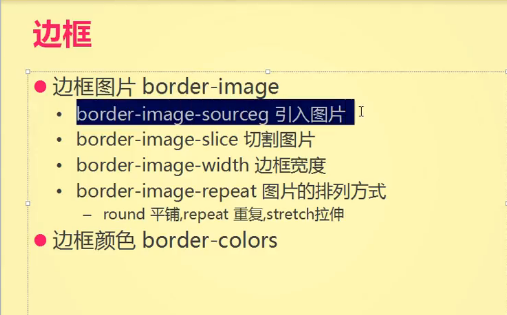 边框
边框图片 border-image
border-image-sourceg 引入图片
border-image-slice 切割图片
border-image-width 边框宽度
border-image-repeat 图片的排列方式
– round 平铺,repeat 重复,stretch拉伸
边框颜色 border-colors